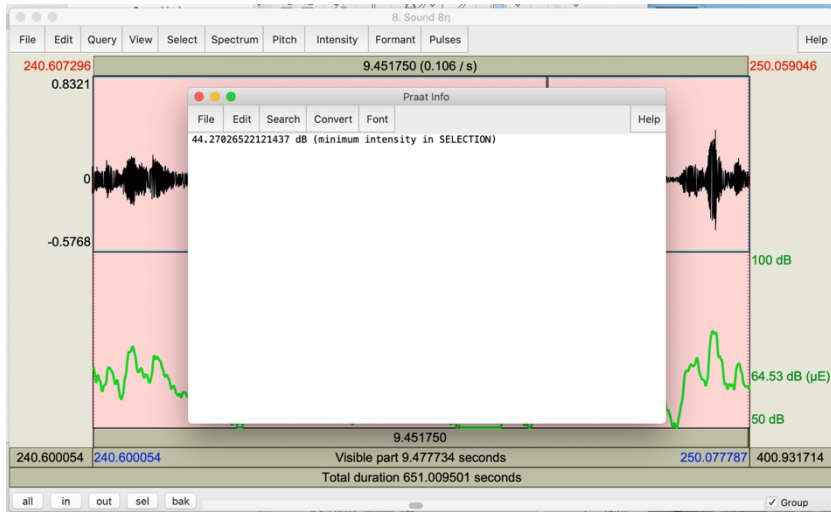 8. Sound 8η
File Edit Query View Select Spectrum Pitch Intensity Formant Pulses Help
240.607296 9.451750 (0.106 / s) 250.059046
0.8321
Praat Info
File Edit Search Convert Font Help
44.27026522121437 dB (minimum intensity in SELECTION)
0
-0.5768
100 dB
64.53 dB (µE)
50 dB
9.451750
240.600054 240.600054 Visible part 9.477734 seconds 250.077787 400.931714
Total duration 651.009501 seconds
all in out sel bak Group